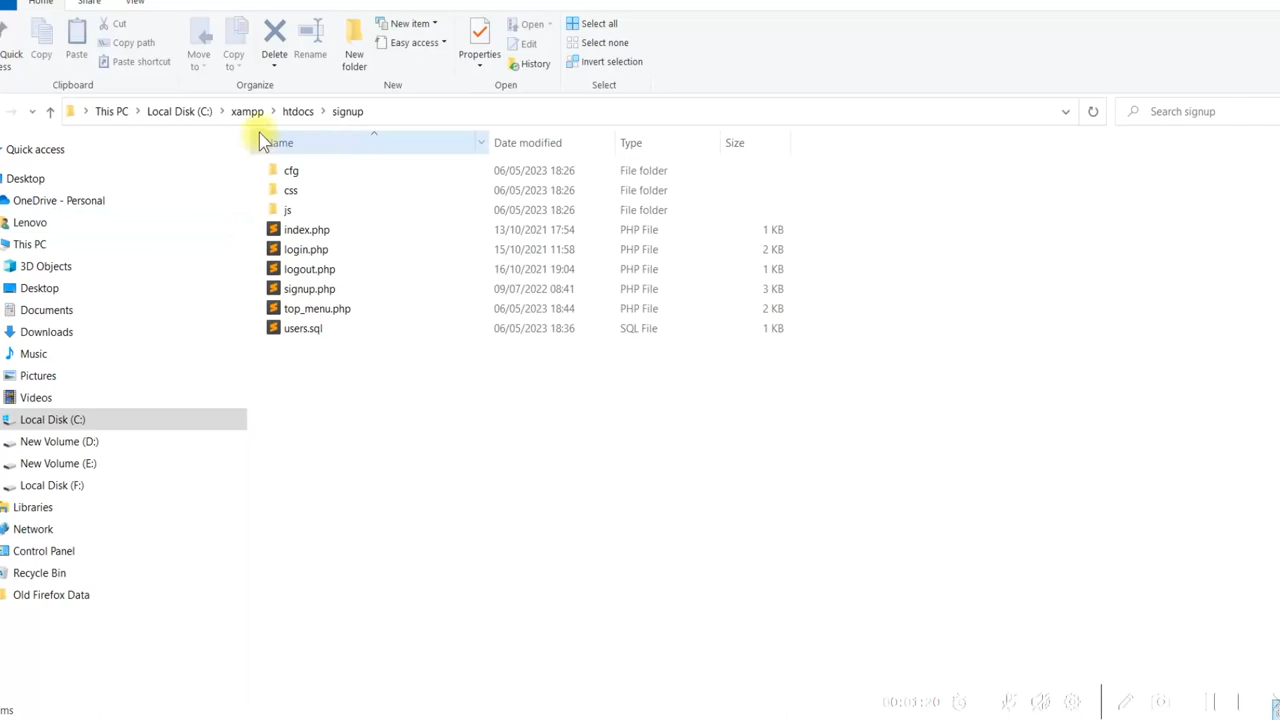 Home Share View
Cut
Copy path
Paste shortcut
Quick
Copy
Paste
Clipboard
Move to
Copy to
Delete
Rename
Organize
New folder
New item
Easy access
New
Properties
Open
Edit
History
Open
Select all
Select none
Invert selection
Select
This PC > Local Disk (C:) > xampp > htdocs > signup
Search signup
Name Date modified Type Size
cfg 06/05/2023 18:26 File folder
css 06/05/2023 18:26 File folder
js 06/05/2023 18:26 File folder
index.php 13/10/2021 17:54 PHP File 1 KB
login.php 15/10/2021 11:58 PHP File 2 KB
logout.php 16/10/2021 19:04 PHP File 1 KB
signup.php 09/07/2022 08:41 PHP File 3 KB
top_menu.php 06/05/2023 18:44 PHP File 2 KB
users.sql 06/05/2023 18:36 SQL File 1 KB
Quick access
Desktop
OneDrive - Personal
Lenovo
This PC
3D Objects
Desktop
Documents
Downloads
Music
Pictures
Videos
Local Disk (C:)
New Volume (D:)
New Volume (E:)
Local Disk (F:)
Libraries
Network
Control Panel
Recycle Bin
Old Firefox Data